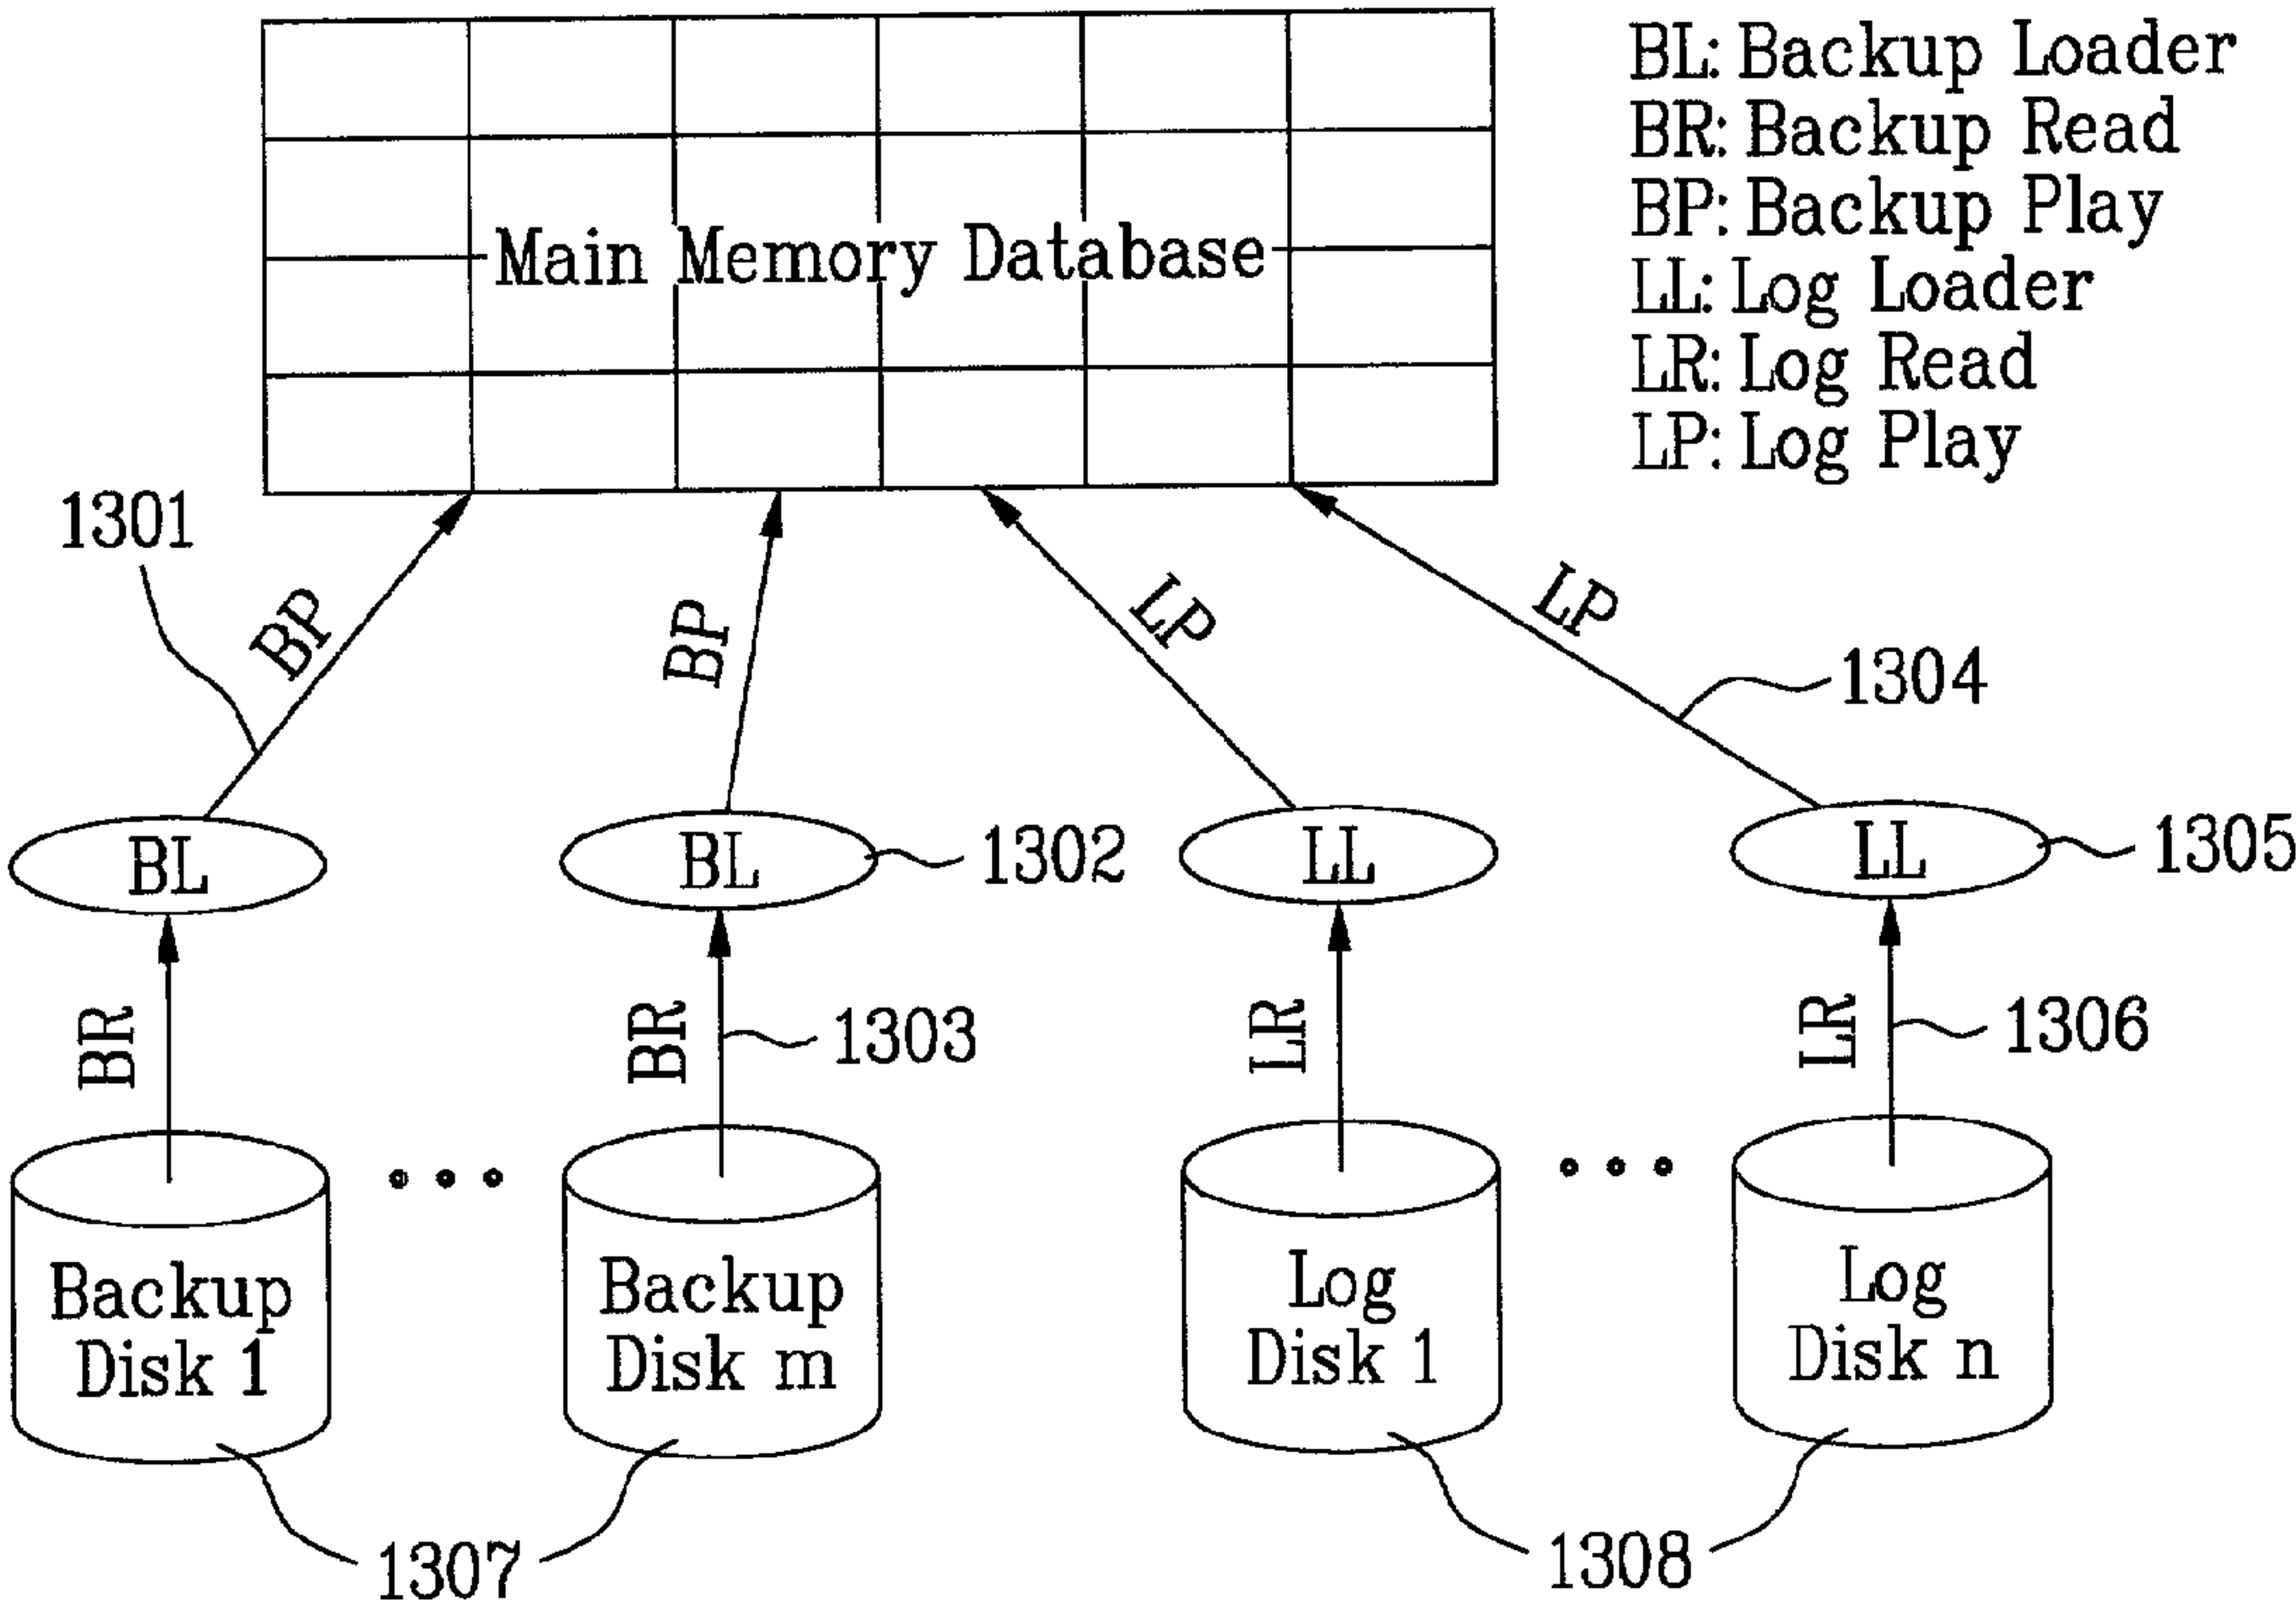 BL: Backup Loader
BR: Backup Read
BP: Backup Play
LL: Log Loader
LR: Log Read
LP: Log Play
Main Memory Database
1301
BP
BP
LP
LP
1304
BL
BL
1302
LL
LL
1305
BR
BR
1303
LR
LR
1306
Backup
Disk 1
Backup
Disk m
Log
Disk 1
Log
Disk n
1307
1308